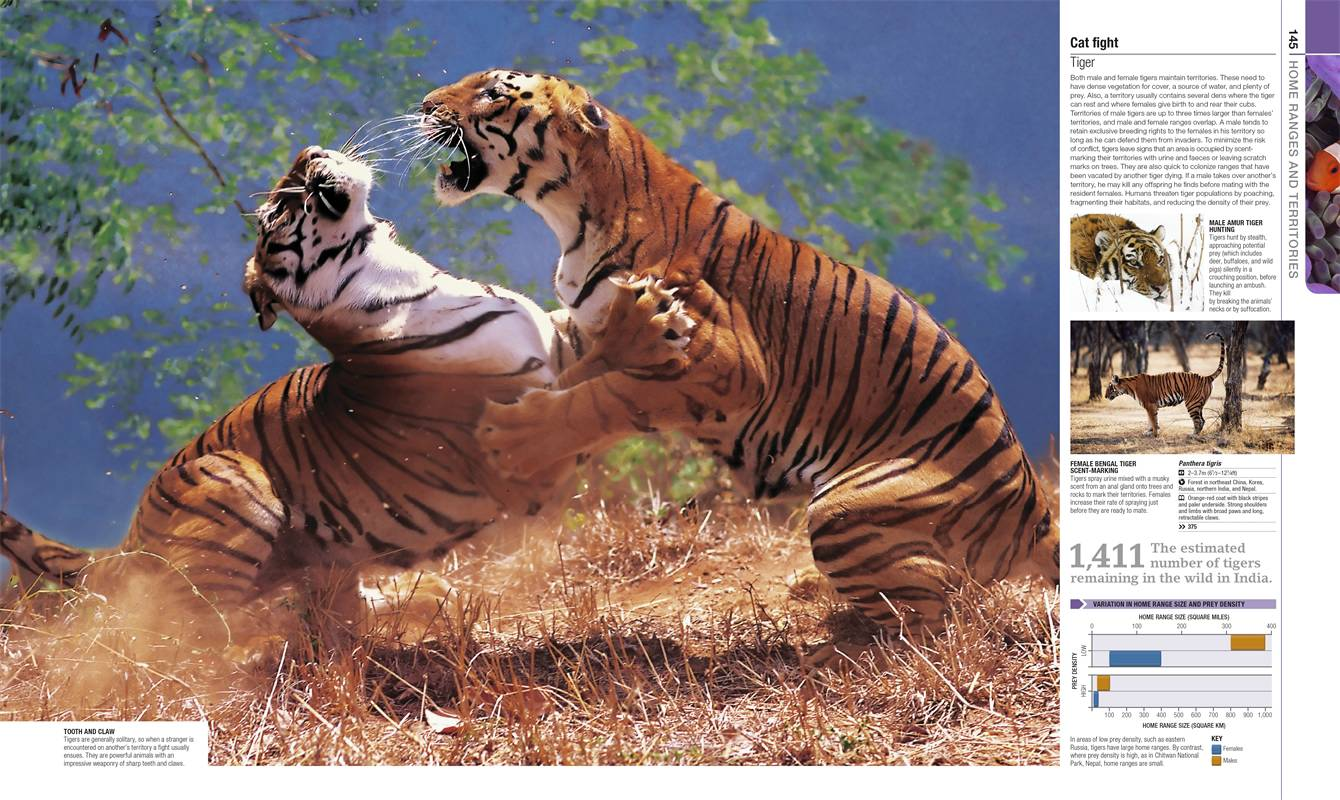 145
HOME RANGES AND TERRITORIES
Cat fight
Tiger
Both male and female tigers maintain territories. These need to
have dense vegetation for cover, a source of water, and plenty of
prey. Also, a territory usually contains several dens where the tiger
can rest and where females give birth to and rear their cubs.
Territories of male tigers are up to three times larger than females'
territories, and male and female ranges overlap. A male tends to
retain exclusive breeding rights to the females in his territory so
long as he can defend them from invaders. To minimize the risk
of conflict, tigers leave signs that an area is occupied by scent-
marking their territories with urine and faeces or leaving scratch
marks on trees. They are also quick to colonize ranges that have
been vacated by another tiger dying. If a male takes over another's
territory, he may kill any offspring he finds before mating with the
resident females. Humans threaten tiger populations by poaching,
fragmenting their habitats, and reducing the density of their prey.
MALE AMUR TIGER
HUNTING
Tigers hunt by stealth,
approaching potential
prey (which includes
deer, buffaloes, and wild
pigs) silently in a
crouching position, before
launching an ambush.
They kill
by breaking the animals'
necks or by suffocation.
FEMALE BENGAL TIGER
SCENT-MARKING
Tigers spray urine mixed with a musky
scent from an anal gland onto trees and
rocks to mark their territories. Females
increase their rate of spraying just
before they are ready to mate.
Panthera tigris
2–3.7m (6½–12¼ft)
Forest in northeast China, Korea,
Russia, northern India, and Nepal.
Orange-red coat with black stripes
and paler underside. Strong shoulders
and limbs with broad paws and long,
retractable claws.
375
1,411 The estimated
number of tigers
remaining in the wild in India.
VARIATION IN HOME RANGE SIZE AND PREY DENSITY
HOME RANGE SIZE (SQUARE MILES)
0 100 200 300 400
PREY DENSITY
LOW
HIGH
100 200 300 400 500 600 700 800 900 1,000
HOME RANGE SIZE (SQUARE KM)
In areas of low prey density, such as eastern
Russia, tigers have large home ranges. By contrast,
where prey density is high, as in Chitwan National
Park, Nepal, home ranges are small.
KEY
Females
Males
TOOTH AND CLAW
Tigers are generally solitary, so when a stranger is
encountered on another's territory a fight usually
ensues. They are powerful animals with an
impressive weaponry of sharp teeth and claws.